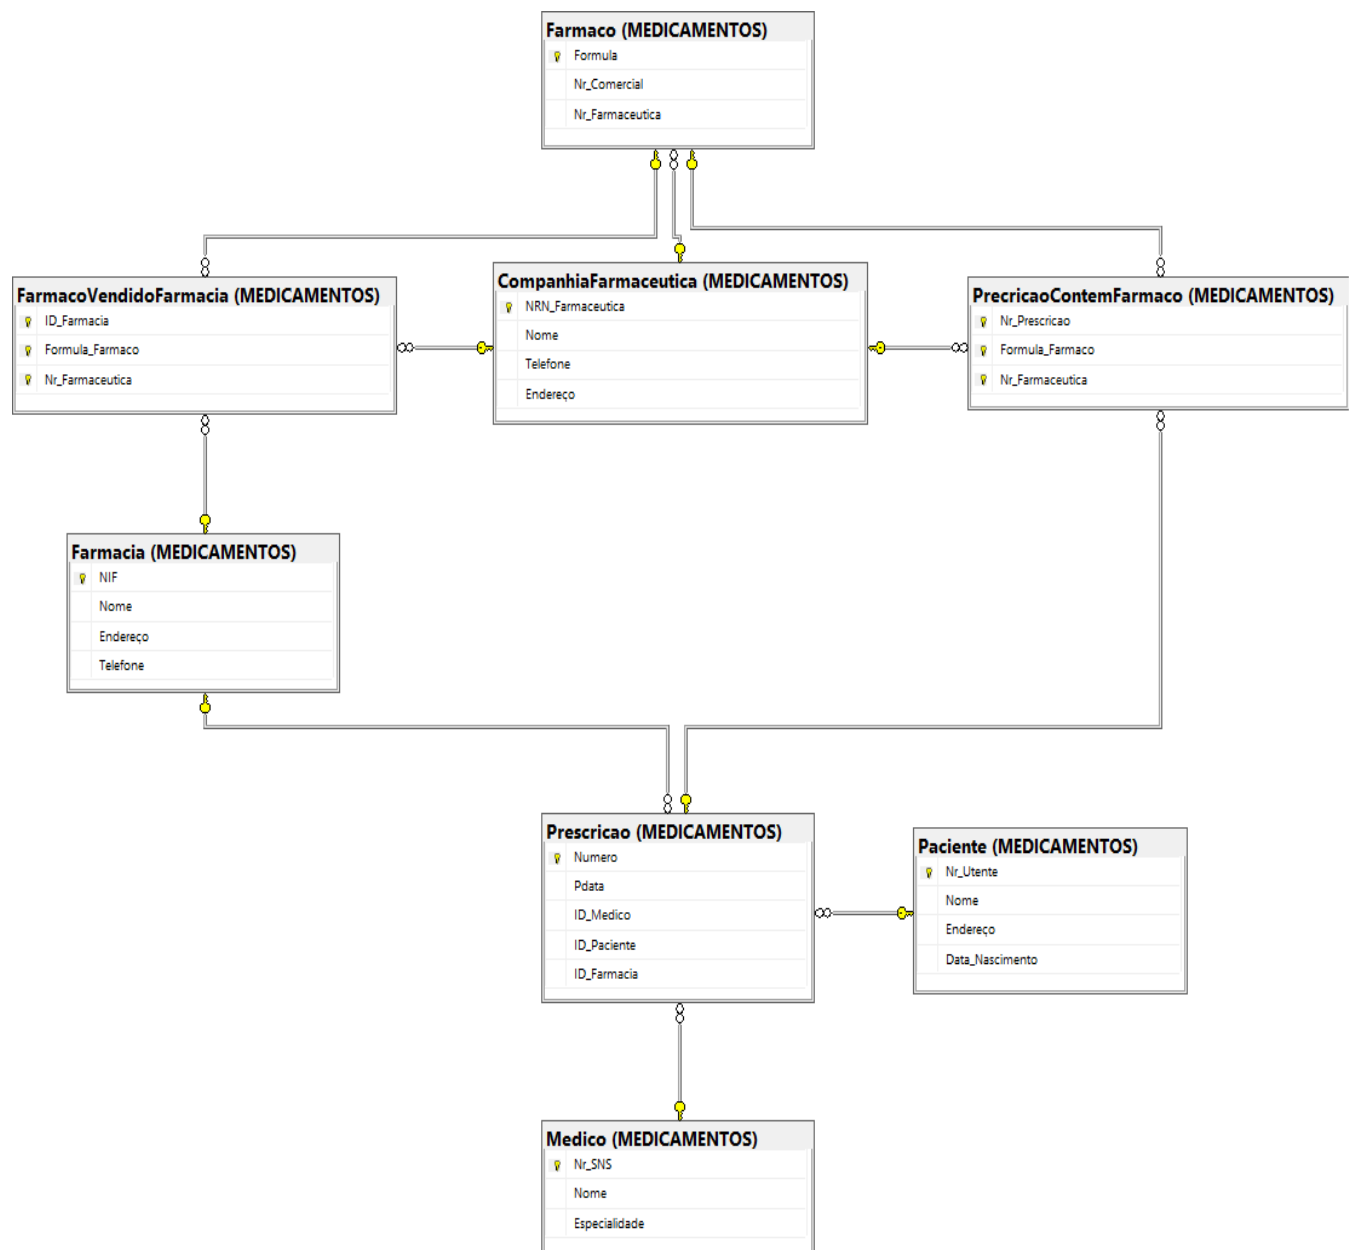 Farmaco (MEDICAMENTOS)
Formula
Nr_Comercial
Nr_Farmaceutica
FarmacoVendidoFarmacia (MEDICAMENTOS)
ID_Farmacia
Formula_Farmaco
Nr_Farmaceutica
CompanhiaFarmaceutica (MEDICAMENTOS)
NRN_Farmaceutica
Nome
Telefone
Endereço
PrecricaoContemFarmaco (MEDICAMENTOS)
Nr_Prescricao
Formula_Farmaco
Nr_Farmaceutica
Farmacia (MEDICAMENTOS)
NIF
Nome
Endereço
Telefone
Prescricao (MEDICAMENTOS)
Numero
Pdata
ID_Medico
ID_Paciente
ID_Farmacia
Paciente (MEDICAMENTOS)
Nr_Utente
Nome
Endereço
Data_Nascimento
Medico (MEDICAMENTOS)
Nr_SNS
Nome
Especialidade